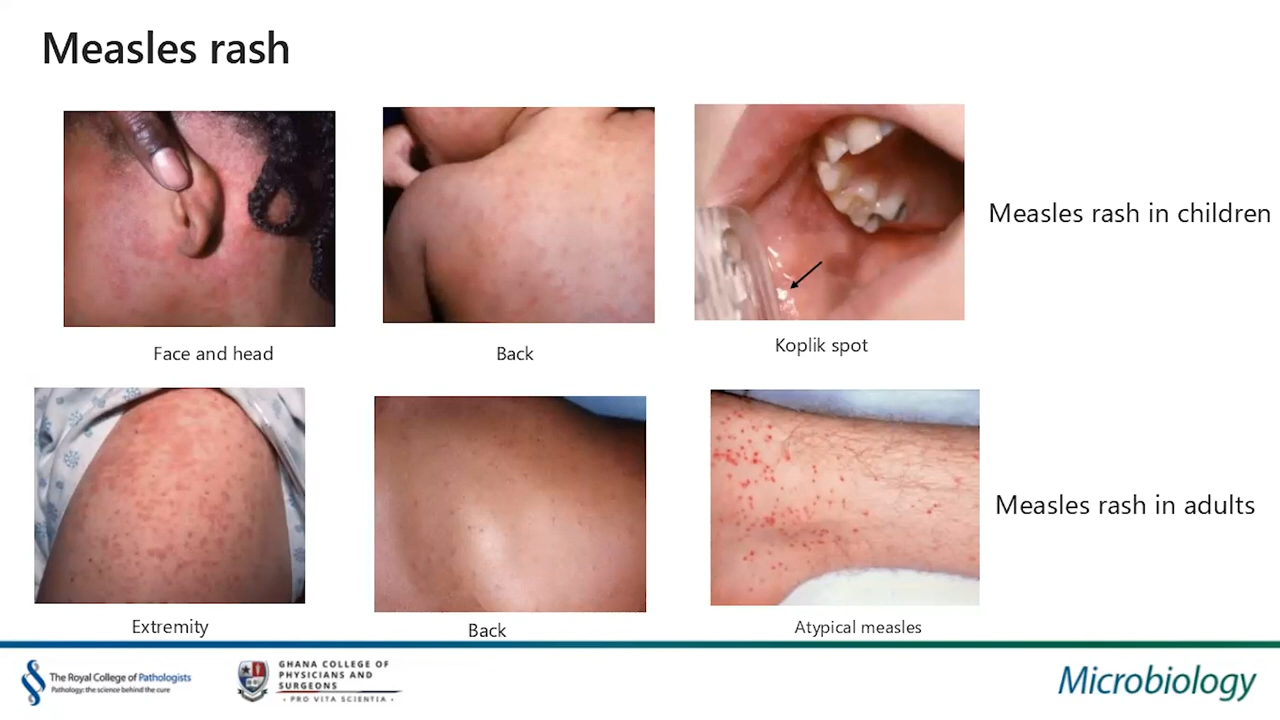 Measles rash
Measles rash in children
Face and head
Back
Koplik spot
Measles rash in adults
Extremity
Back
Atypical measles
The Royal College of Pathologists
Pathology: the science behind the cure
GHANA COLLEGE OF
PHYSICIANS AND
SURGEONS
• PRO VITA SCIENTIA •
Microbiology